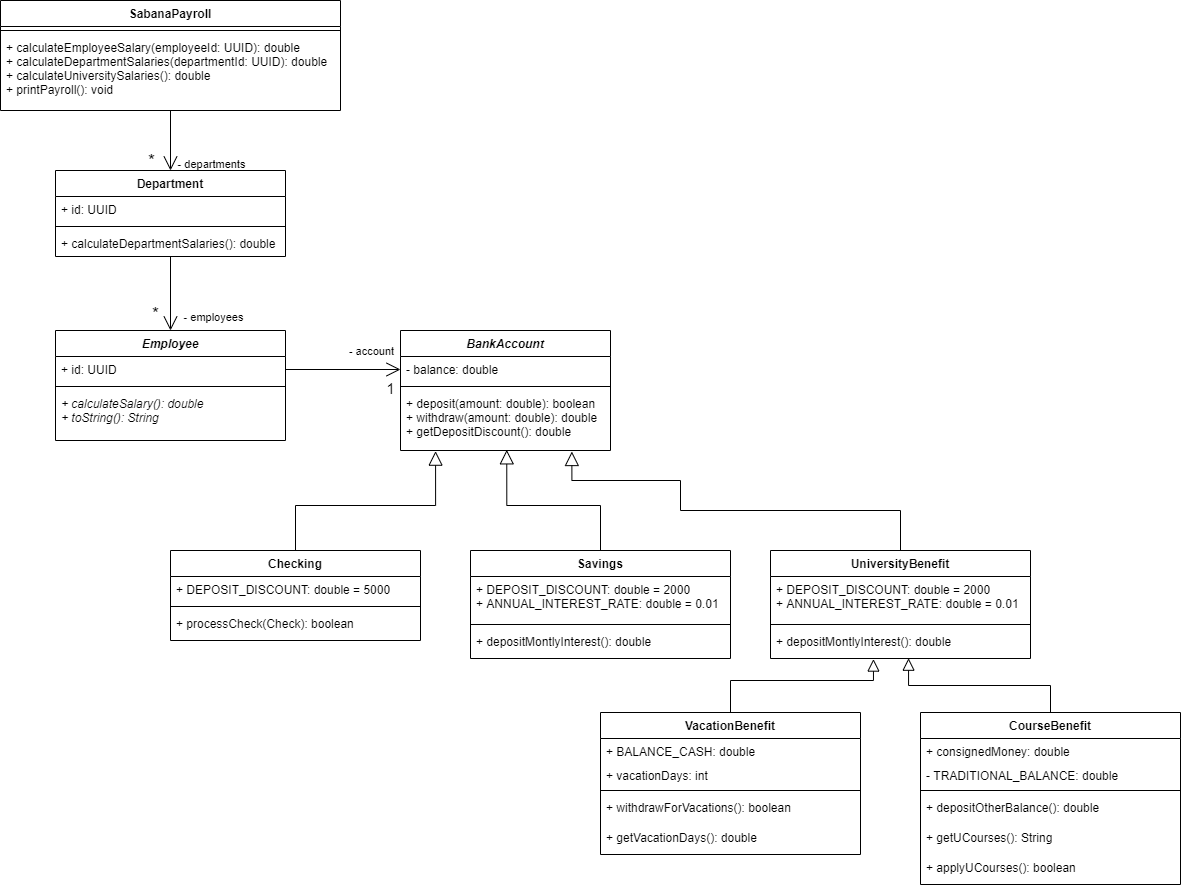 SabanaPayroll
+ calculateEmployeeSalary(employeeId: UUID): double
+ calculateDepartmentSalaries(departmentId: UUID): double
+ calculateUniversitySalaries(): double
+ printPayroll(): void
*
- departments
Department
+ id: UUID
+ calculateDepartmentSalaries(): double
*
- employees
Employee
+ id: UUID
+ calculateSalary(): double
+ toString(): String
- account
1
BankAccount
- balance: double
+ deposit(amount: double): boolean
+ withdraw(amount: double): double
+ getDepositDiscount(): double
Checking
+ DEPOSIT_DISCOUNT: double = 5000
+ processCheck(Check): boolean
Savings
+ DEPOSIT_DISCOUNT: double = 2000
+ ANNUAL_INTEREST_RATE: double = 0.01
+ depositMontlyInterest(): double
UniversityBenefit
+ DEPOSIT_DISCOUNT: double = 2000
+ ANNUAL_INTEREST_RATE: double = 0.01
+ depositMontlyInterest(): double
VacationBenefit
+ BALANCE_CASH: double
+ vacationDays: int
+ withdrawForVacations(): boolean
+ getVacationDays(): double
CourseBenefit
+ consignedMoney: double
- TRADITIONAL_BALANCE: double
+ depositOtherBalance(): double
+ getUCourses(): String
+ applyUCourses(): boolean